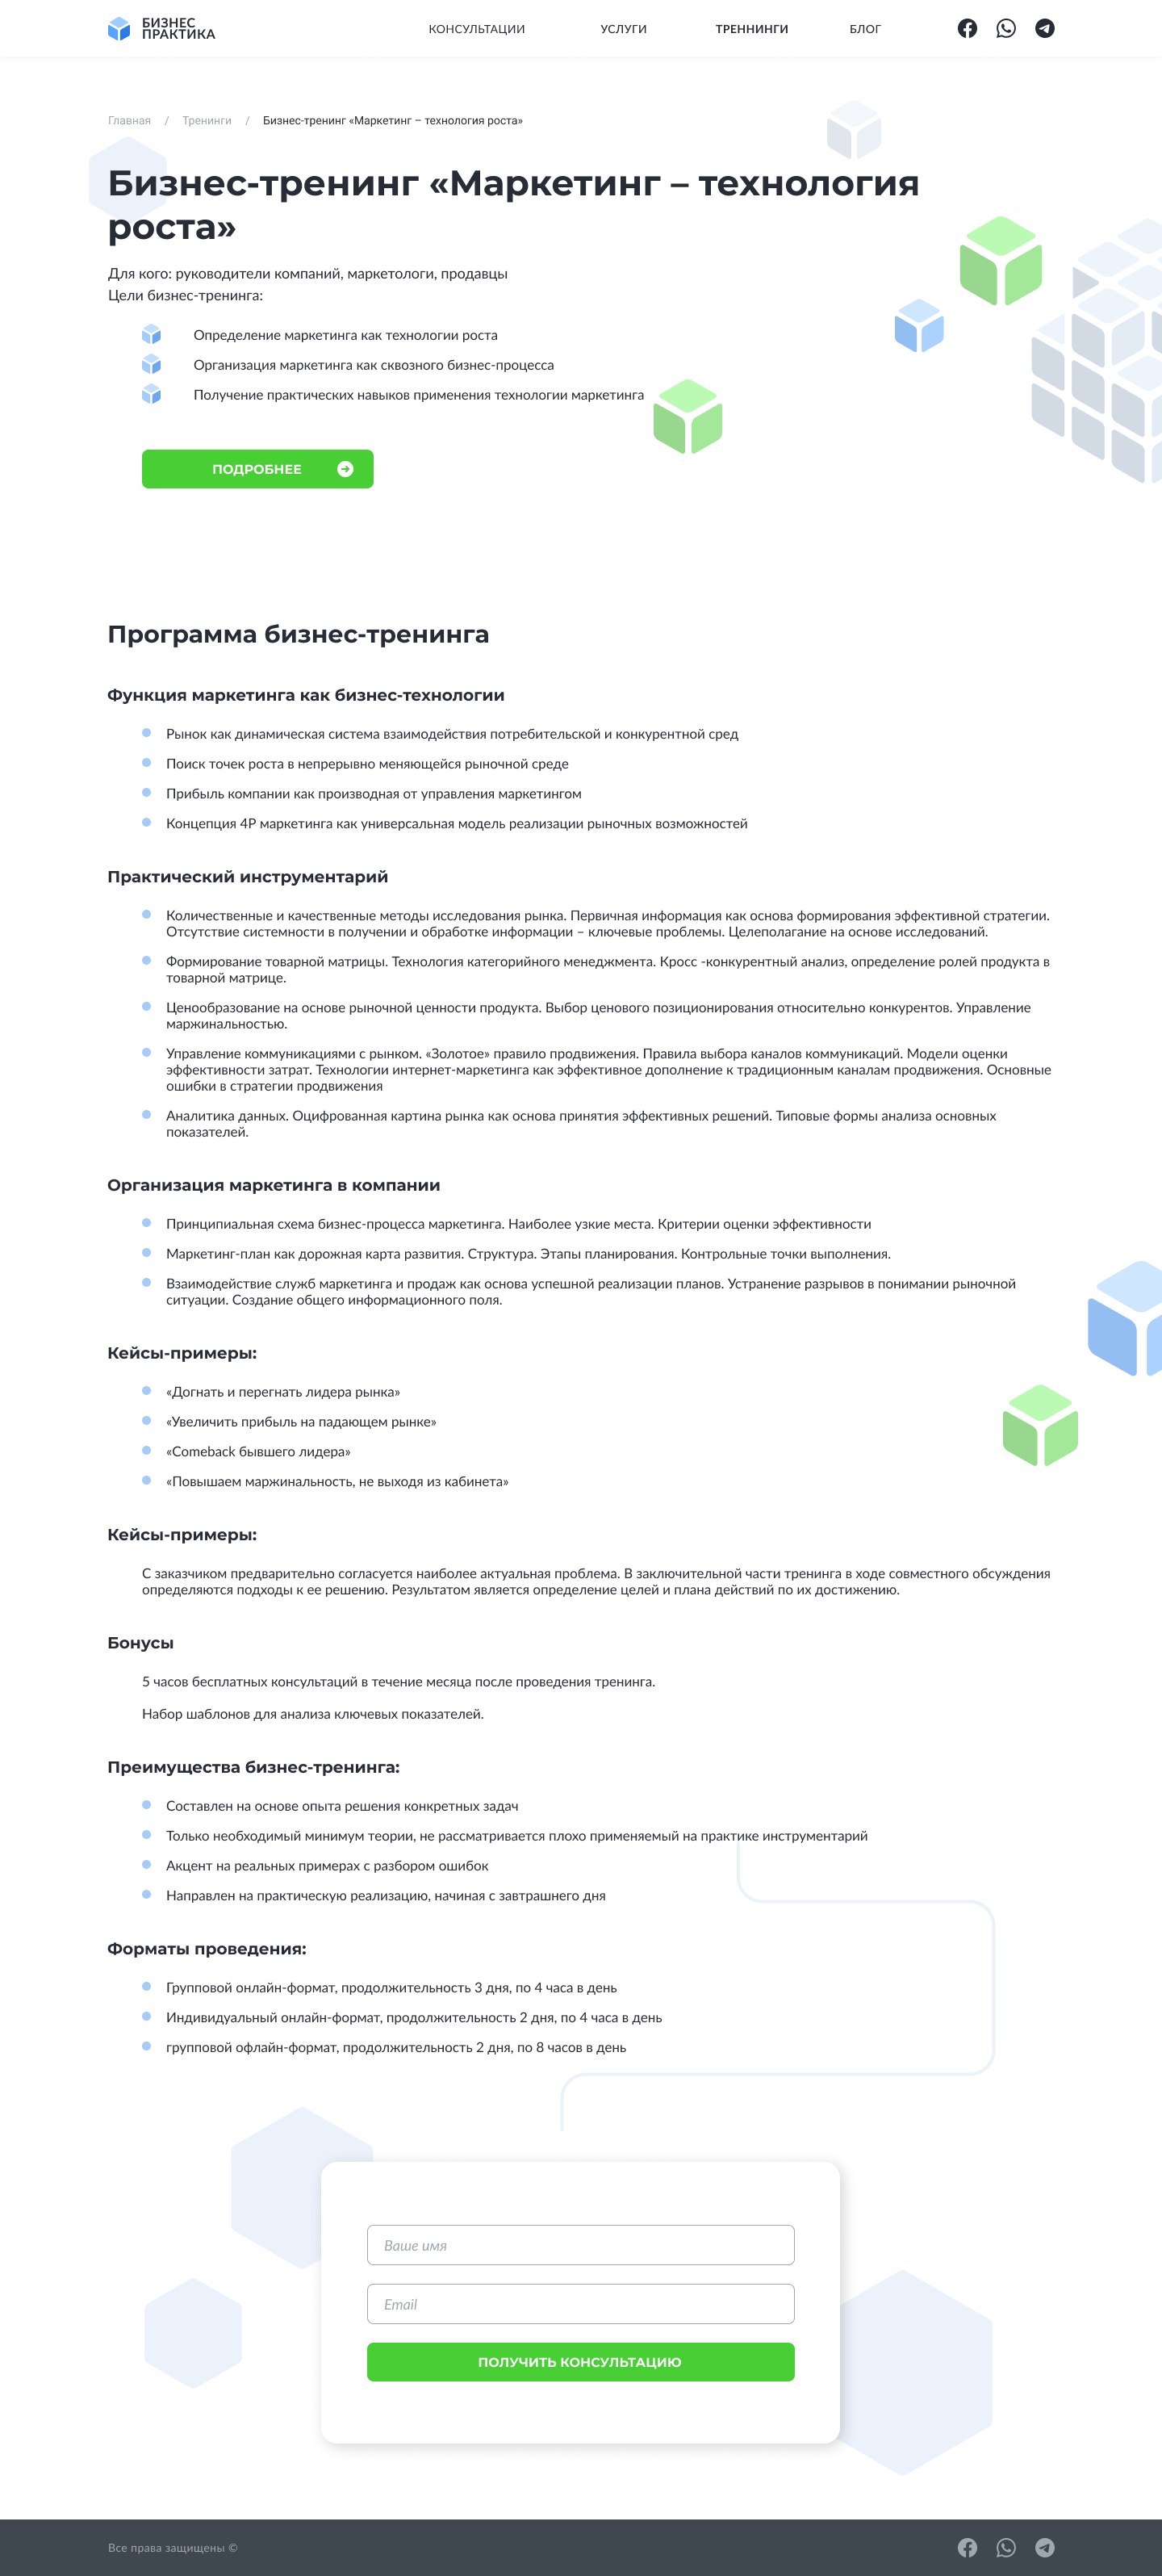 БИЗНЕС
ПРАКТИКА
КОНСУЛЬТАЦИИ
УСЛУГИ
ТРЕННИНГИ
БЛОГ
Главная / Тренинги / Бизнес-тренинг «Маркетинг – технология роста»
Бизнес-тренинг «Маркетинг – технология
роста»
Для кого: руководители компаний, маркетологи, продавцы
Цели бизнес-тренинга:
Определение маркетинга как технологии роста
Организация маркетинга как сквозного бизнес-процесса
Получение практических навыков применения технологии маркетинга
ПОДРОБНЕЕ
Программа бизнес-тренинга
Функция маркетинга как бизнес-технологии
Рынок как динамическая система взаимодействия потребительской и конкурентной сред
Поиск точек роста в непрерывно меняющейся рыночной среде
Прибыль компании как производная от управления маркетингом
Концепция 4P маркетинга как универсальная модель реализации рыночных возможностей
Практический инструментарий
Количественные и качественные методы исследования рынка. Первичная информация как основа формирования эффективной стратегии.
Отсутствие системности в получении и обработке информации – ключевые проблемы. Целеполагание на основе исследований.
Формирование товарной матрицы. Технология категорийного менеджмента. Кросс -конкурентный анализ, определение ролей продукта в
товарной матрице.
Ценообразование на основе рыночной ценности продукта. Выбор ценового позиционирования относительно конкурентов. Управление
маржинальностью.
Управление коммуникациями с рынком. «Золотое» правило продвижения. Правила выбора каналов коммуникаций. Модели оценки
эффективности затрат. Технологии интернет-маркетинга как эффективное дополнение к традиционным каналам продвижения. Основные
ошибки в стратегии продвижения
Аналитика данных. Оцифрованная картина рынка как основа принятия эффективных решений. Типовые формы анализа основных
показателей.
Организация маркетинга в компании
Принципиальная схема бизнес-процесса маркетинга. Наиболее узкие места. Критерии оценки эффективности
Маркетинг-план как дорожная карта развития. Структура. Этапы планирования. Контрольные точки выполнения.
Взаимодействие служб маркетинга и продаж как основа успешной реализации планов. Устранение разрывов в понимании рыночной
ситуации. Создание общего информационного поля.
Кейсы-примеры:
«Догнать и перегнать лидера рынка»
«Увеличить прибыль на падающем рынке»
«Comeback бывшего лидера»
«Повышаем маржинальность, не выходя из кабинета»
Кейсы-примеры:
С заказчиком предварительно согласуется наиболее актуальная проблема. В заключительной части тренинга в ходе совместного обсуждения
определяются подходы к ее решению. Результатом является определение целей и плана действий по их достижению.
Бонусы
5 часов бесплатных консультаций в течение месяца после проведения тренинга.
Набор шаблонов для анализа ключевых показателей.
Преимущества бизнес-тренинга:
Составлен на основе опыта решения конкретных задач
Только необходимый минимум теории, не рассматривается плохо применяемый на практике инструментарий
Акцент на реальных примерах с разбором ошибок
Направлен на практическую реализацию, начиная с завтрашнего дня
Форматы проведения:
Групповой онлайн-формат, продолжительность 3 дня, по 4 часа в день
Индивидуальный онлайн-формат, продолжительность 2 дня, по 4 часа в день
групповой офлайн-формат, продолжительность 2 дня, по 8 часов в день
Ваше имя
Email
ПОЛУЧИТЬ КОНСУЛЬТАЦИЮ
Все права защищены ©